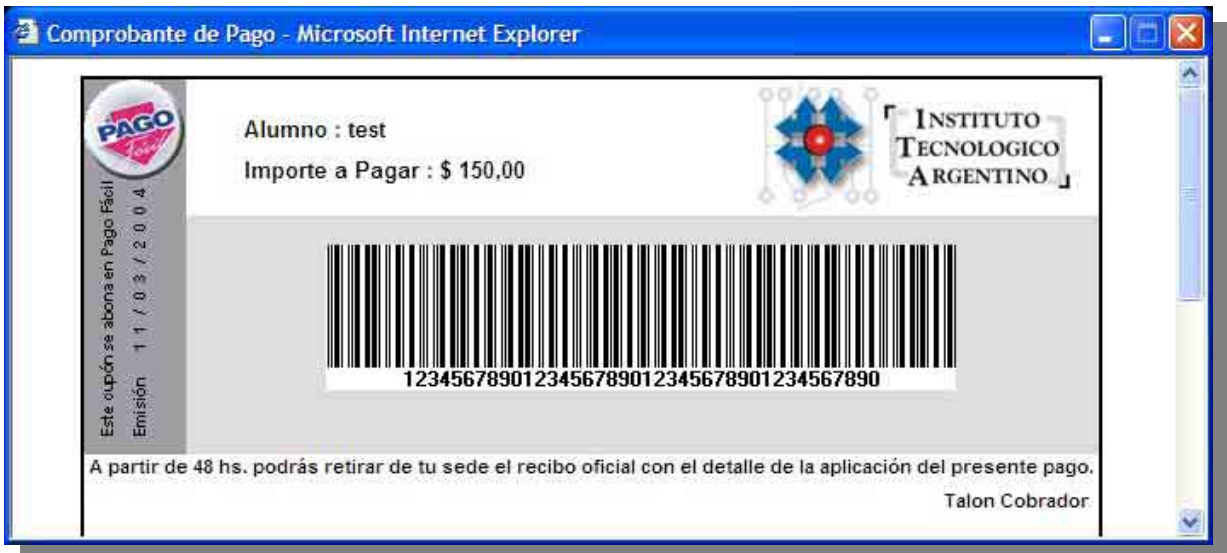 Comprobante de Pago - Microsoft Internet Explorer
PAGO
fácil
Este cupón se abona en Pago Fácil
Emisión 11/03/2004
Alumno : test
Importe a Pagar : $ 150,00
INSTITUTO
TECNOLOGICO
ARGENTINO
1234567890123456789012345678901234567890
A partir de 48 hs. podrás retirar de tu sede el recibo oficial con el detalle de la aplicación del presente pago.
Talon Cobrador